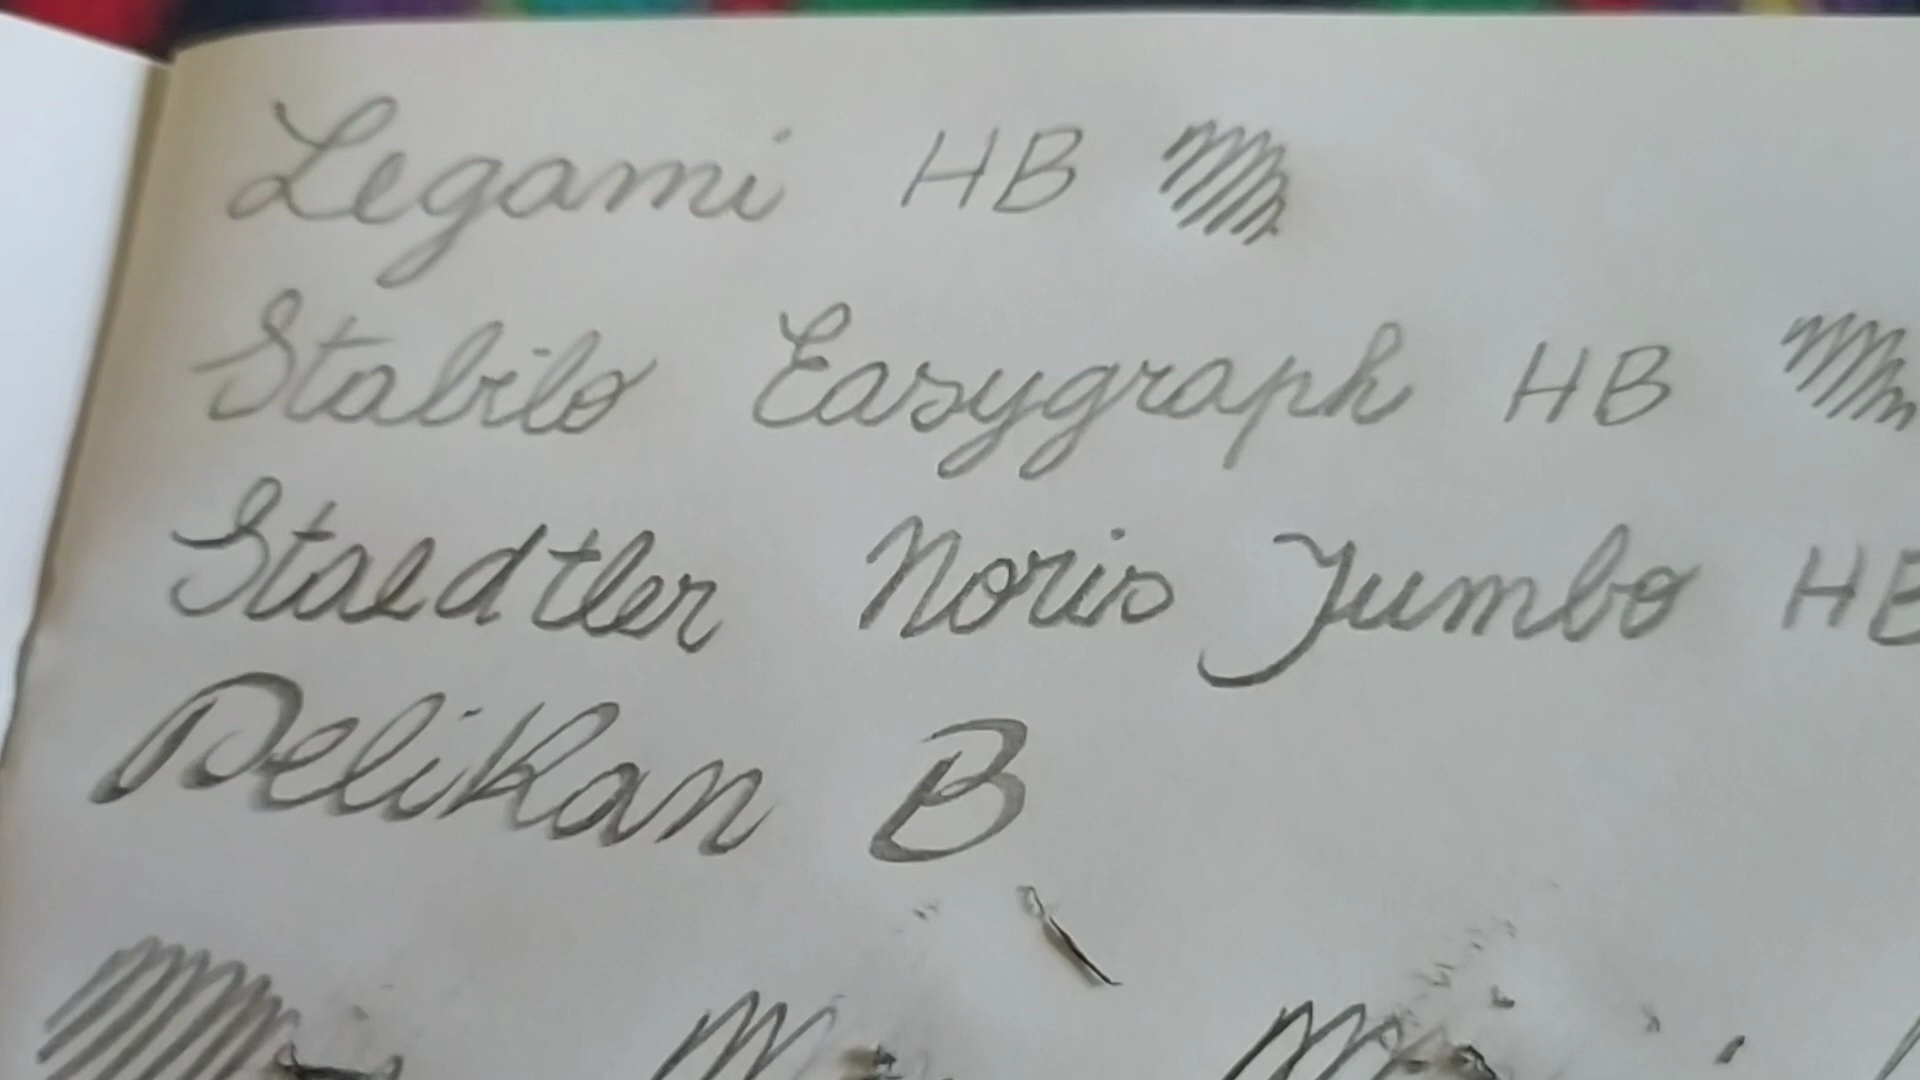 Legami HB
Stabilo Easygraph HB
Staedtler Noris Jumbo HB
Pelikan B